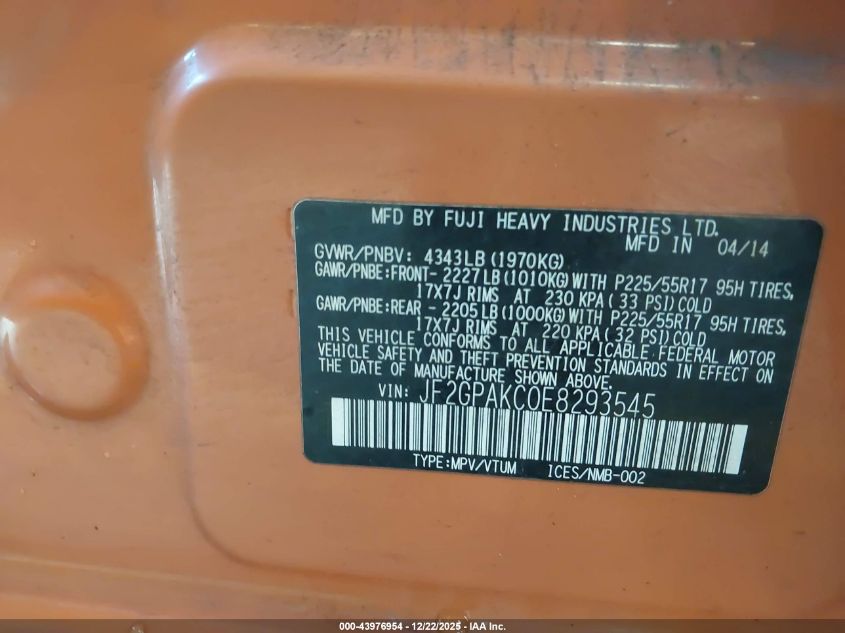 MFD BY FUJI HEAVY INDUSTRIES LTD.
MFD IN 04/14
GVWR/PNBV: 4343LB (1970KG)
GAWR/PNBE:FRONT- 2227 LB (1010KG) WITH P225/55R17 95H TIRES,
17X7J RIMS AT 230 KPA ( 33 PSI) COLD
GAWR/PNBE:REAR - 2205 LB (1000KG) WITH P225/55R17 95H TIRES,
17X7J RIMS AT 220 KPA ( 32 PSI) COLD
THIS VEHICLE CONFORMS TO ALL APPLICABLE FEDERAL MOTOR
VEHICLE SAFETY AND THEFT PREVENTION STANDARDS IN EFFECT ON
THE DATE OF MANUFACTURE SHOWN ABOVE.
VIN: JF2GPAKC0E8293545
TYPE:MPV/VTUM ICES/NMB-002
000-43976954 - 12/22/2025 - IAA Inc.